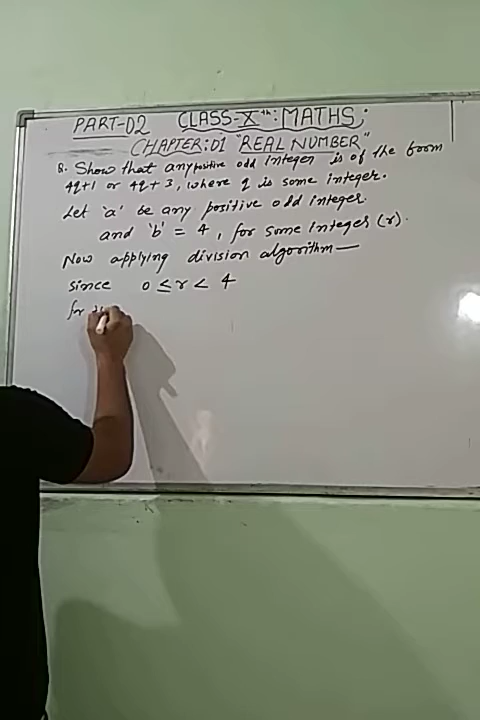 PART-02 CLASS-Xth: MATHS;
CHAPTER:01 "REAL NUMBER"
Q. Show that any positive odd integer is of the form
4q+1 or 4q+3, where q is some integer.
Let 'a' be any positive odd integer.
and 'b' = 4, for some integer (r).
Now applying division algorithm—
since 0 ≤ r < 4
for